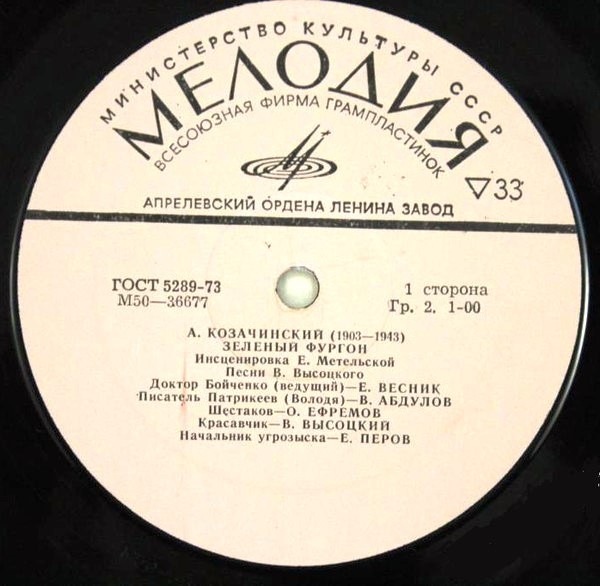 МИНИСТЕРСТВО КУЛЬТУРЫ СССР
МЕЛОДИЯ
ВСЕСОЮЗНАЯ ФИРМА ГРАМПЛАСТИНОК
33
АПРЕЛЕВСКИЙ ОРДЕНА ЛЕНИНА ЗАВОД
ГОСТ 5289-73
М50—36677
1 сторона
Гр. 2. 1-00
А. КОЗАЧИНСКИЙ (1903—1943)
ЗЕЛЕНЫЙ ФУРГОН
Инсценировка Е. Метельской
Песни В. Высоцкого
Доктор Бойченко (ведущий)—Е. ВЕСНИК
Писатель Патрикеев (Володя)—В. АБДУЛОВ
Шестаков—О. ЕФРЕМОВ
Красавчик—В. ВЫСОЦКИЙ
Начальник угрозыска—Е. ПЕРОВ